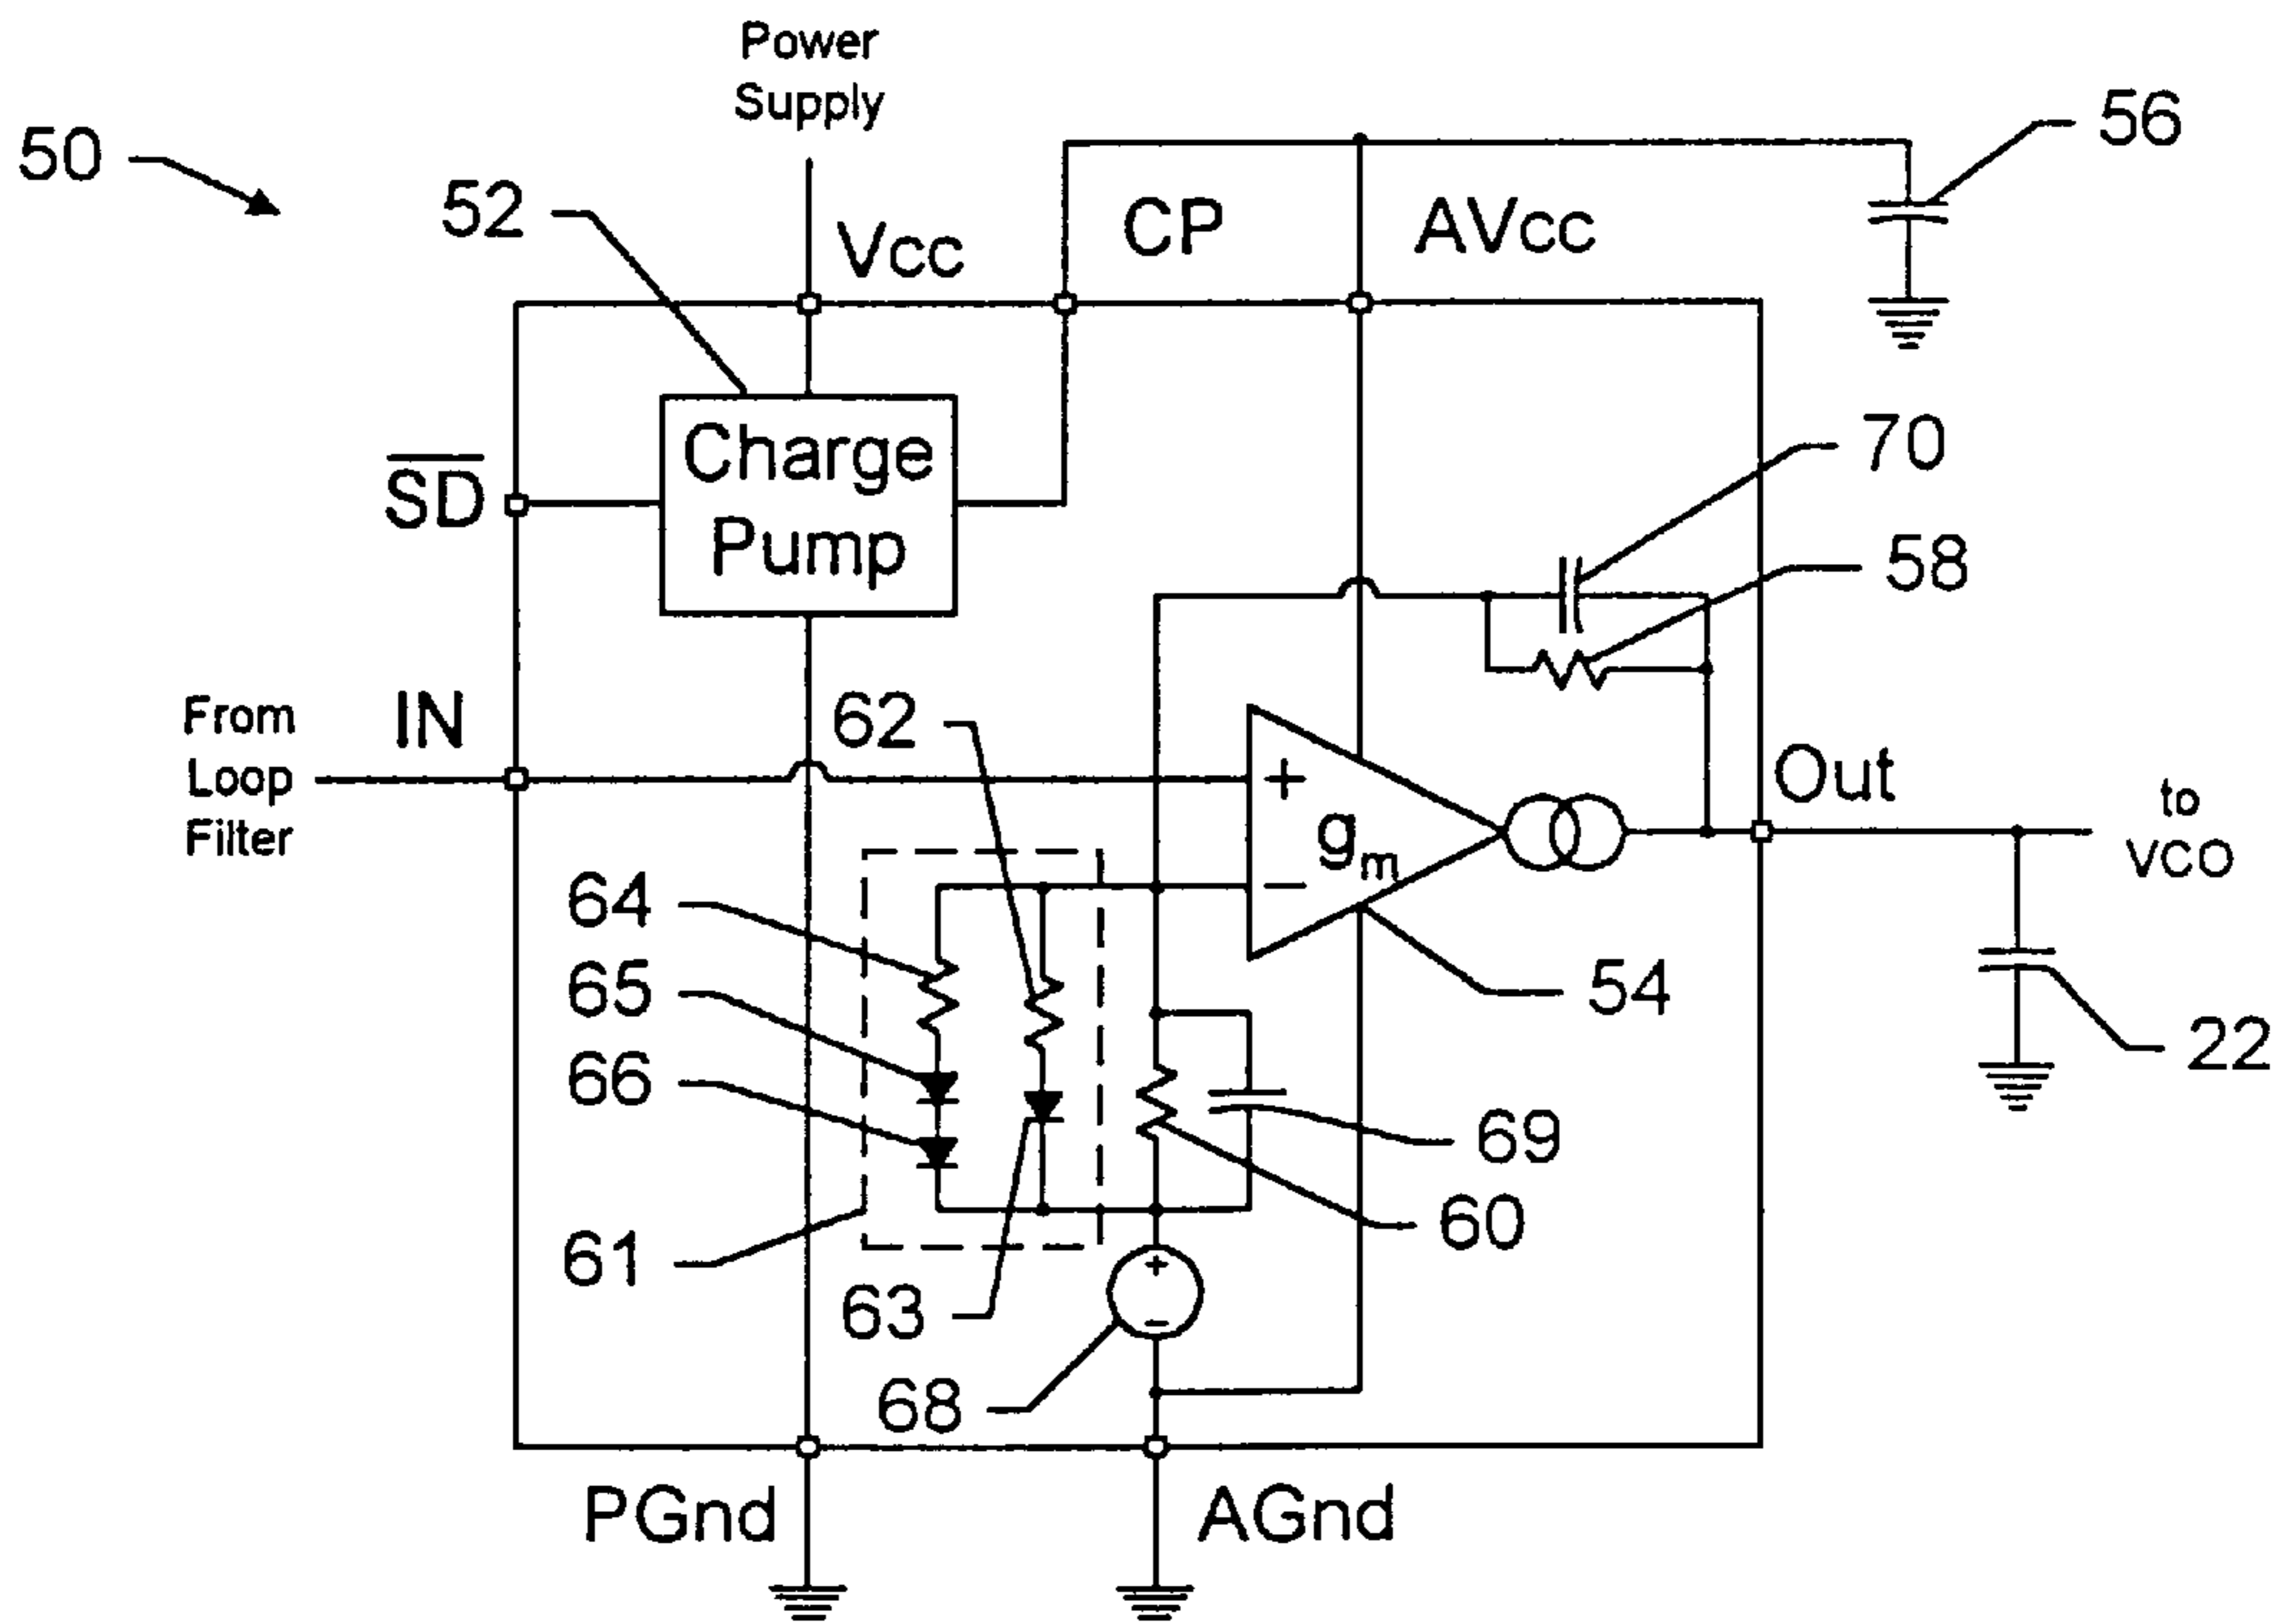 Power
Supply
50
56
52
Vcc
CP
AVcc
Charge
Pump
SD
70
58
From
Loop
Filter
IN
62
+
gm
−
Out
to
VCO
64
65
66
54
22
69
60
61
63
+
−
68
PGnd
AGnd